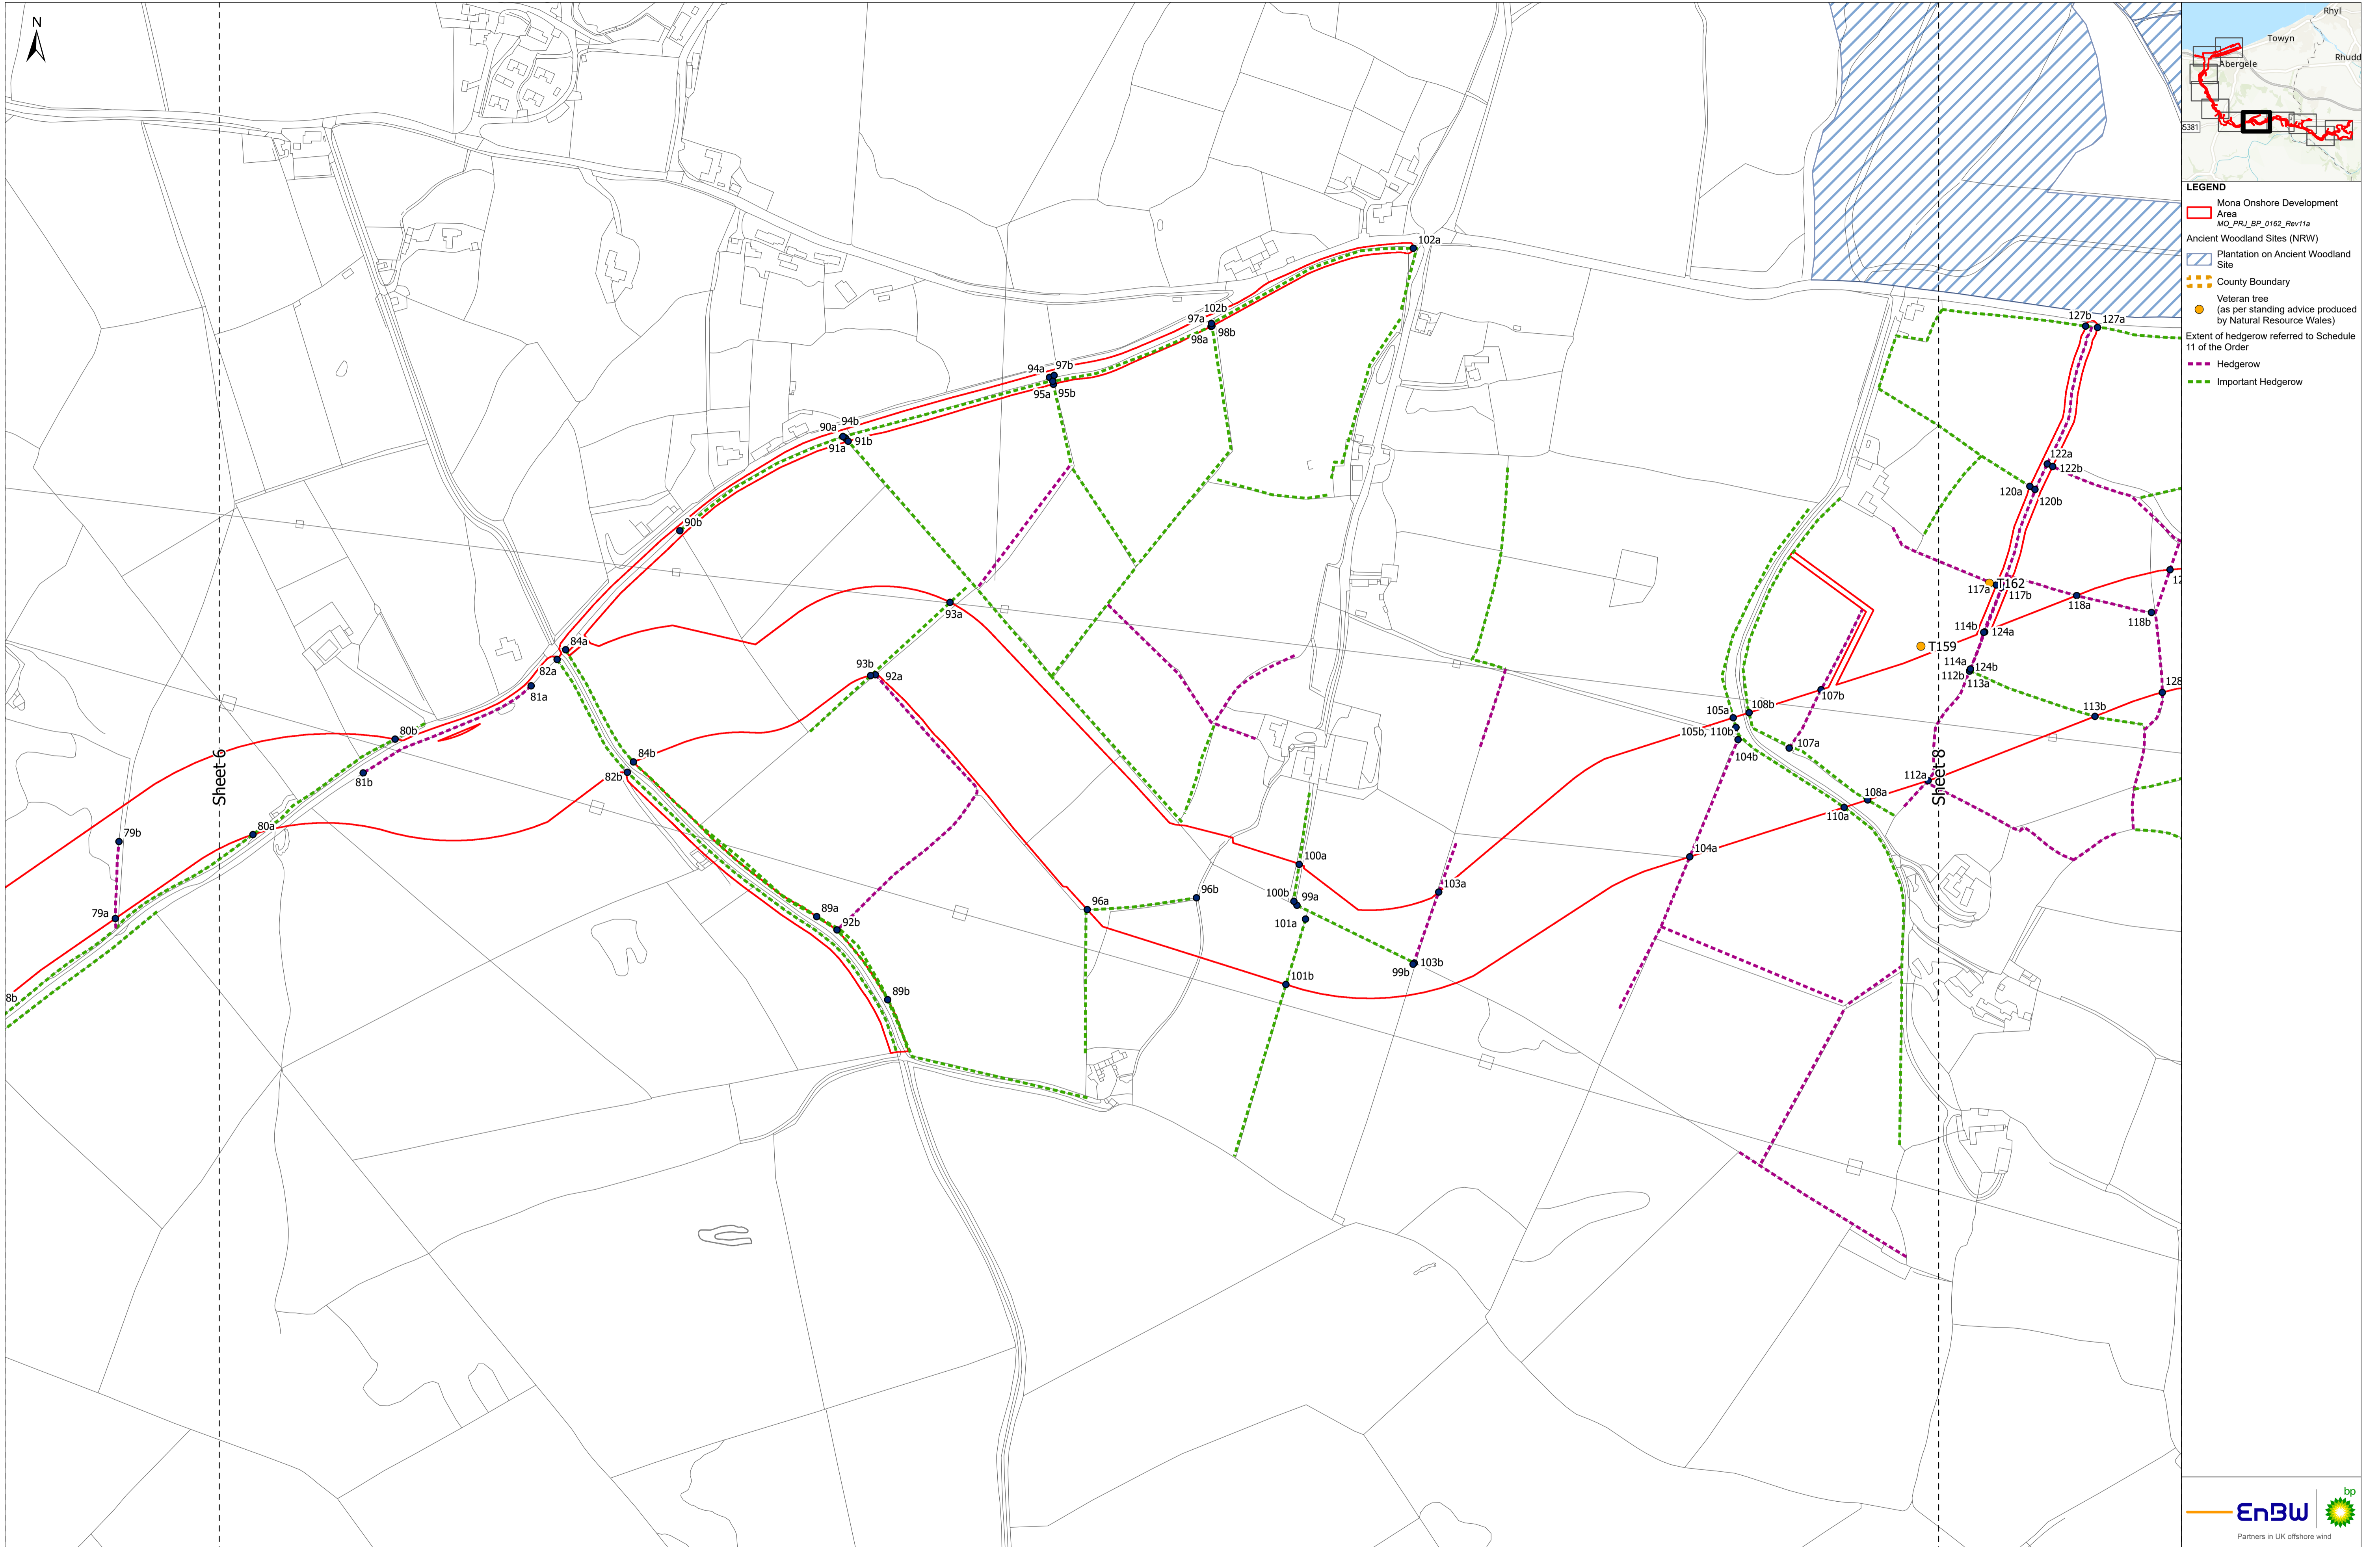 N
102a
102b
97a
98a
98b
94a
97b
95a
95b
90a
94b
91a
91b
90b
93a
93b
92a
84a
82a
81a
80b
81b
84b
82b
80a
79b
79a
8b
Sheet 6
89a
92b
89b
96a
96b
100a
100b
99a
101a
101b
99b
103b
103a
104a
104b
105a
105b, 110b
108b
107b
107a
108a
110a
112a
Sheet 8
127b
127a
122a
122b
120a
120b
T162
117a
117b
118a
118b
114b
124a
T159
114a
124b
112b
113a
113b
128
12
Rhyl
Towyn
Rhudd
Abergele
5381
LEGEND
Mona Onshore Development
Area
MO_PRJ_BP_0162_Rev11a
Ancient Woodland Sites (NRW)
Plantation on Ancient Woodland
Site
County Boundary
Veteran tree
(as per standing advice produced
by Natural Resource Wales)
Extent of hedgerow referred to Schedule
11 of the Order
Hedgerow
Important Hedgerow
EnBW
bp
Partners in UK offshore wind